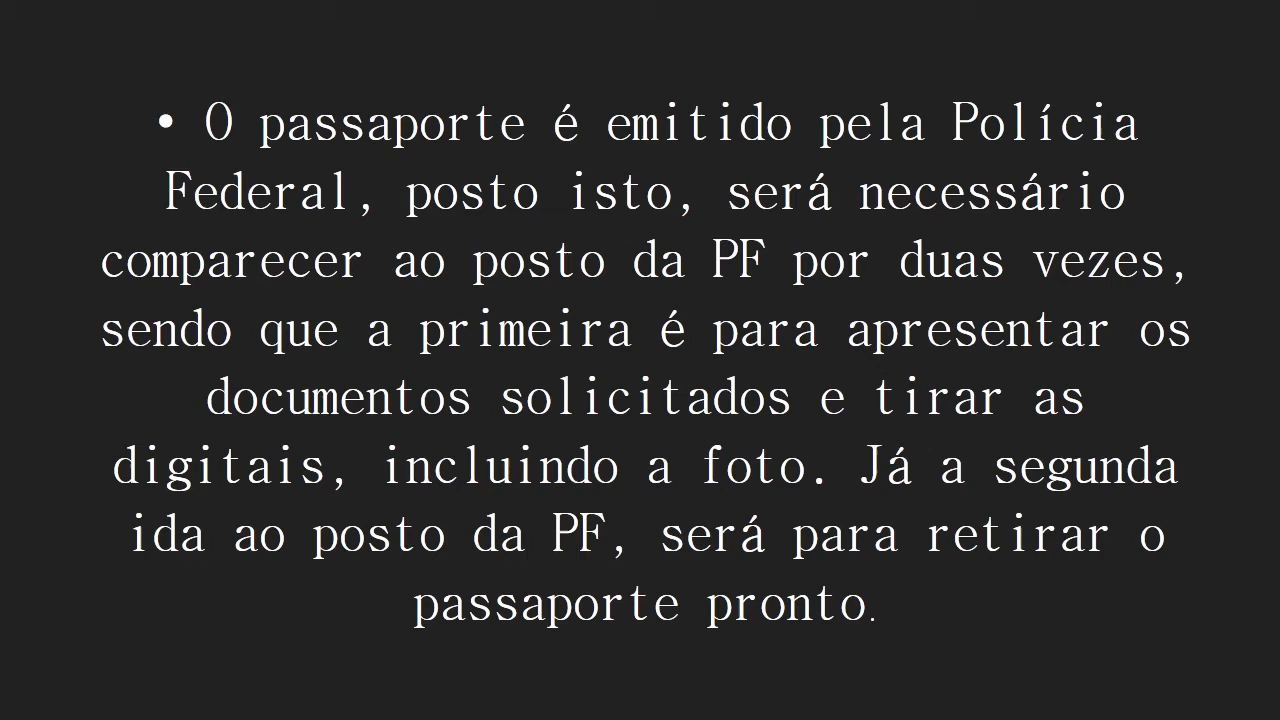 • O passaporte é emitido pela Polícia
Federal, posto isto, será necessário
comparecer ao posto da PF por duas vezes,
sendo que a primeira é para apresentar os
documentos solicitados e tirar as
digitais, incluindo a foto. Já a segunda
ida ao posto da PF, será para retirar o
passaporte pronto.